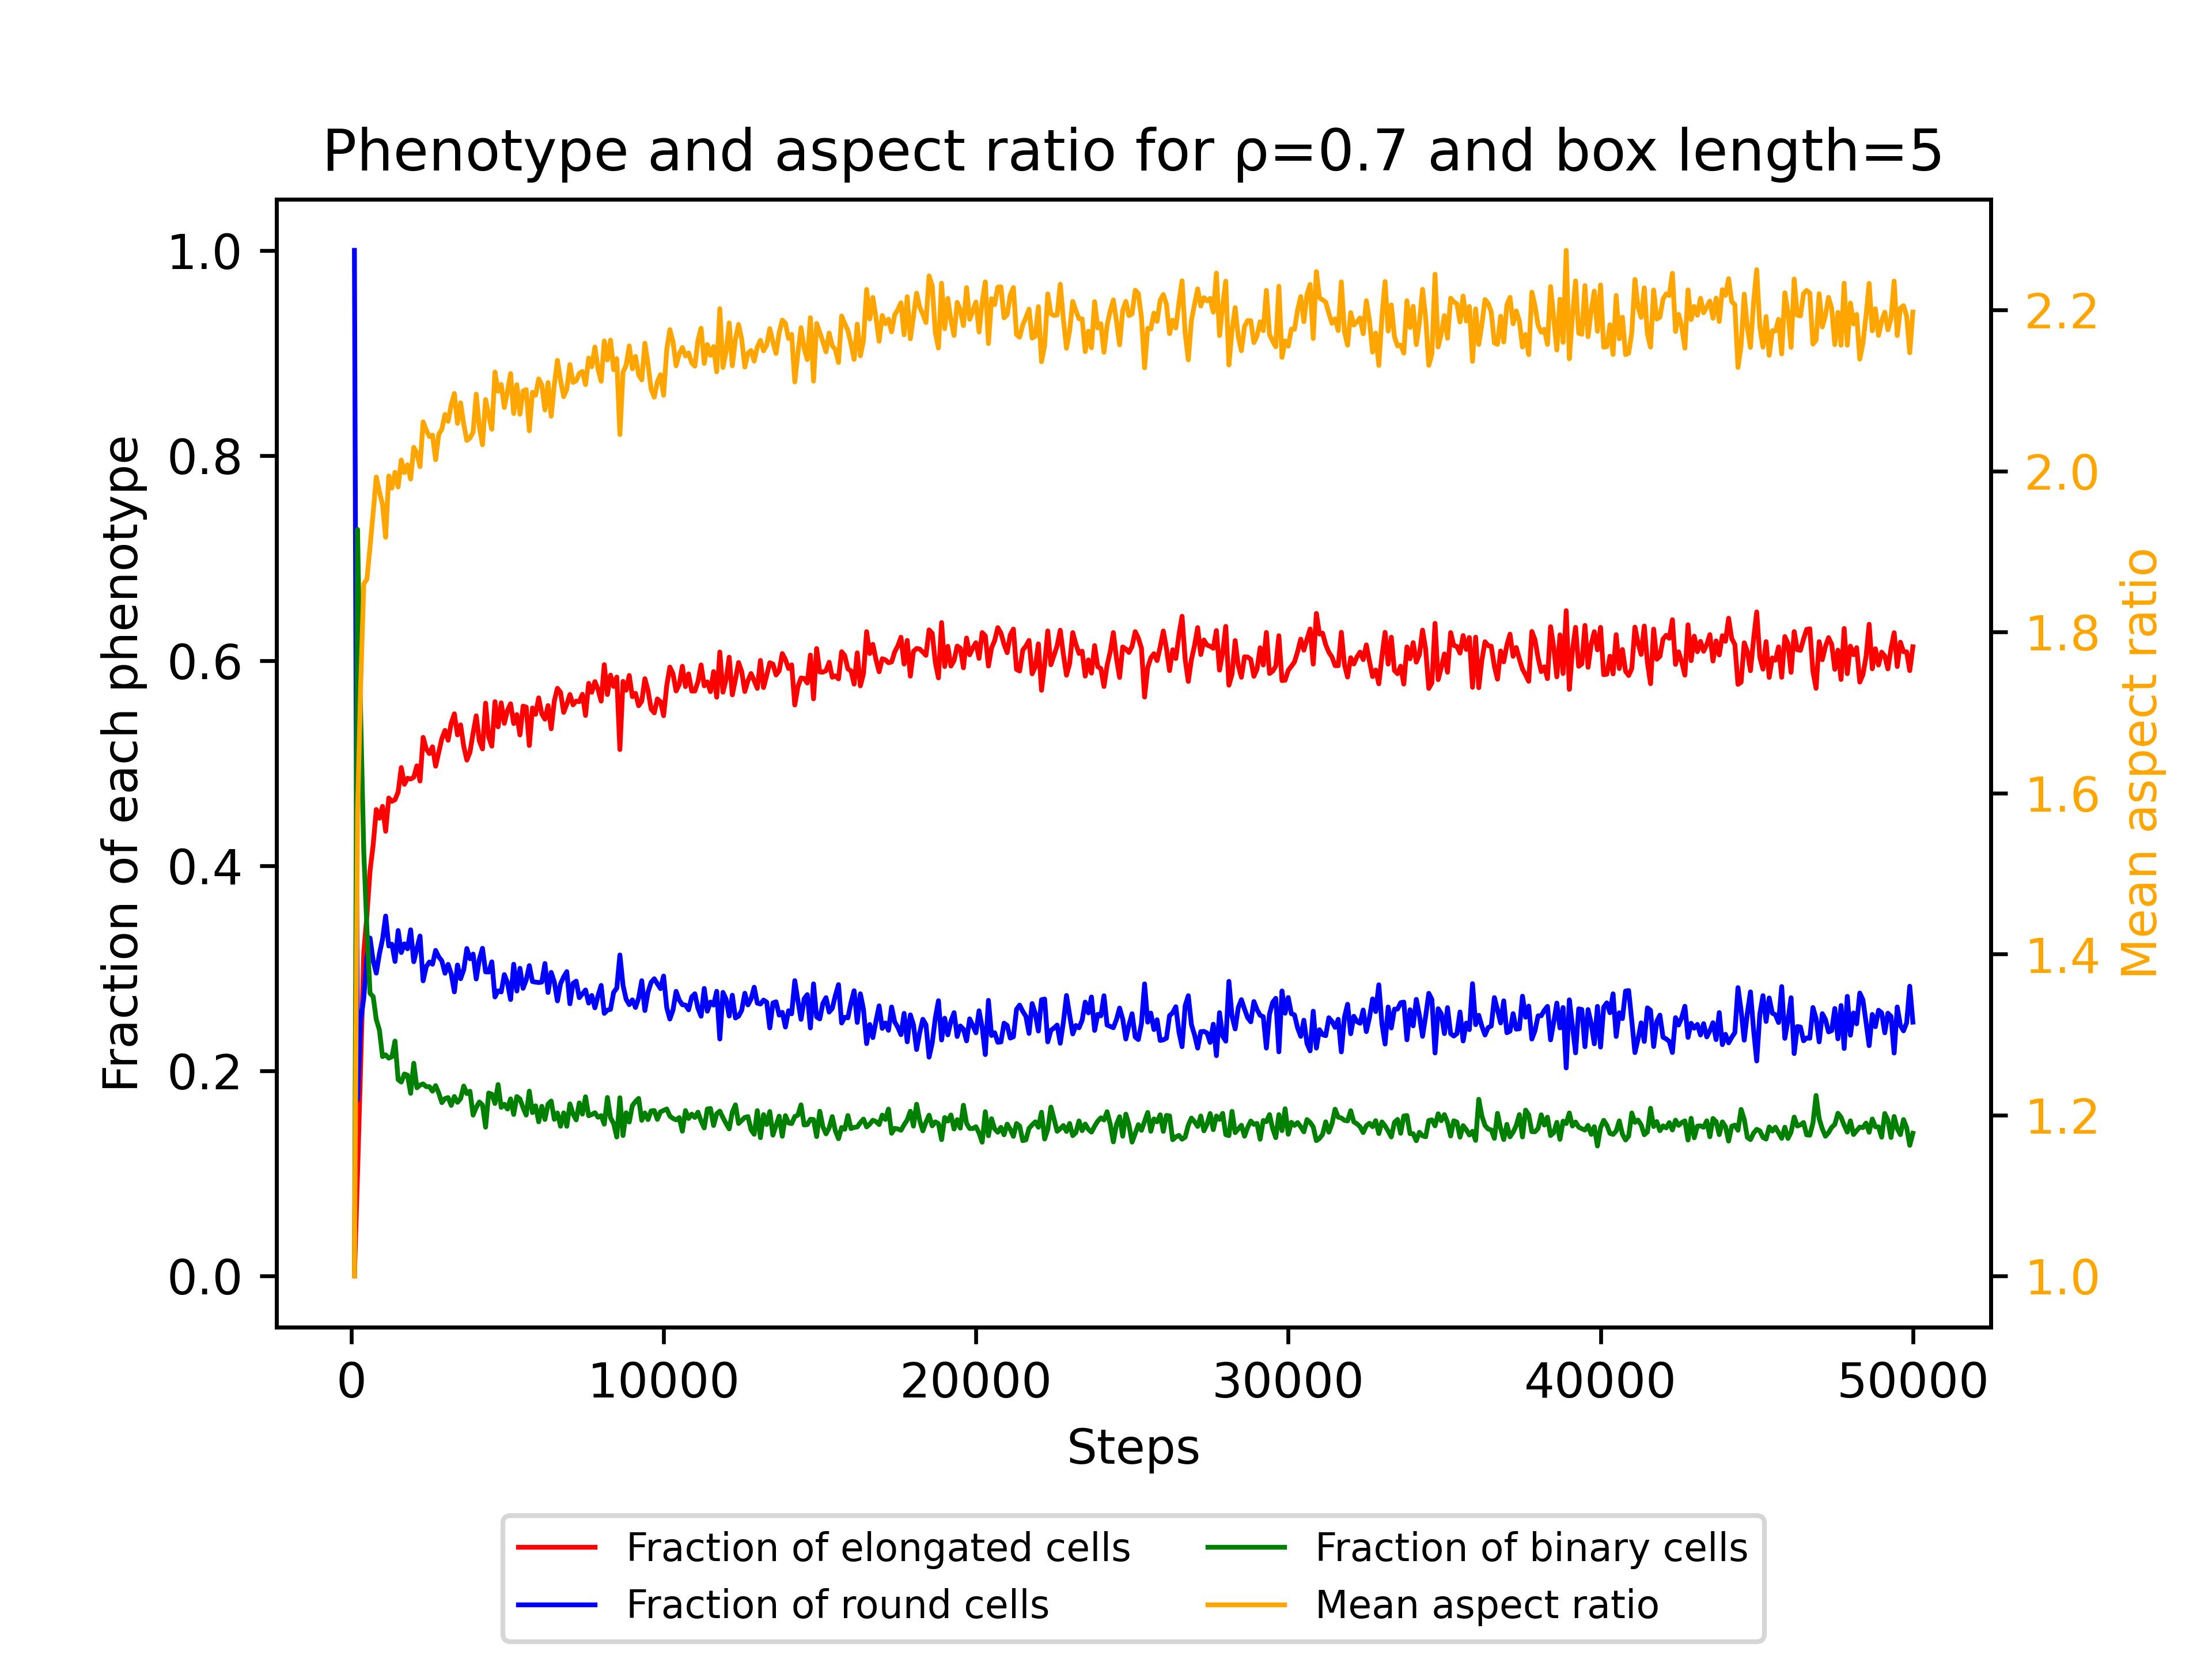 Phenotype and aspect ratio for ρ=0.7 and box length=5
Fraction of each phenotype
1.0
0.8
0.6
0.4
0.2
0.0
2.2
2.0
1.8
1.6
1.4
1.2
1.0
Mean aspect ratio
0 10000 20000 30000 40000 50000
Steps
Fraction of elongated cells
Fraction of round cells
Fraction of binary cells
Mean aspect ratio